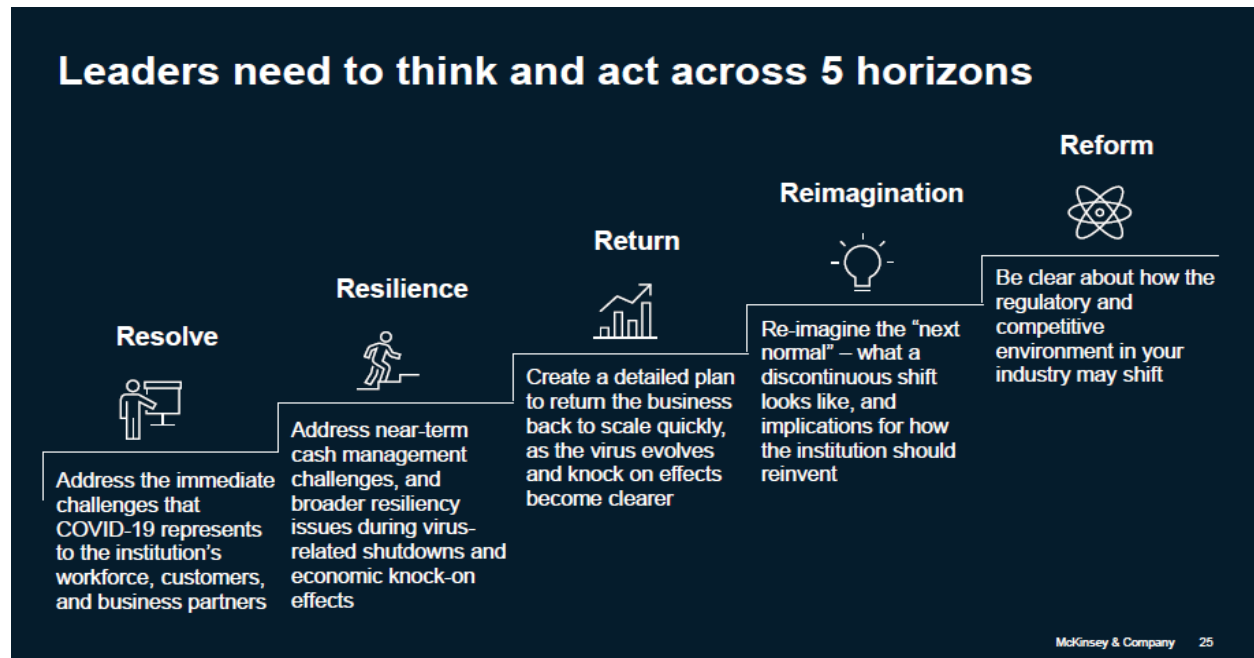 Leaders need to think and act across 5 horizons
Resolve
Address the immediate
challenges that
COVID-19 represents
to the institution's
workforce, customers,
and business partners
Resilience
Address near-term
cash management
challenges, and
broader resiliency
issues during virus-
related shutdowns and
economic knock-on
effects
Return
Create a detailed plan
to return the business
back to scale quickly,
as the virus evolves
and knock on effects
become clearer
Reimagination
Re-imagine the “next
normal” – what a
discontinuous shift
looks like, and
implications for how
the institution should
reinvent
Reform
Be clear about how the
regulatory and
competitive
environment in your
industry may shift
McKinsey & Company 25